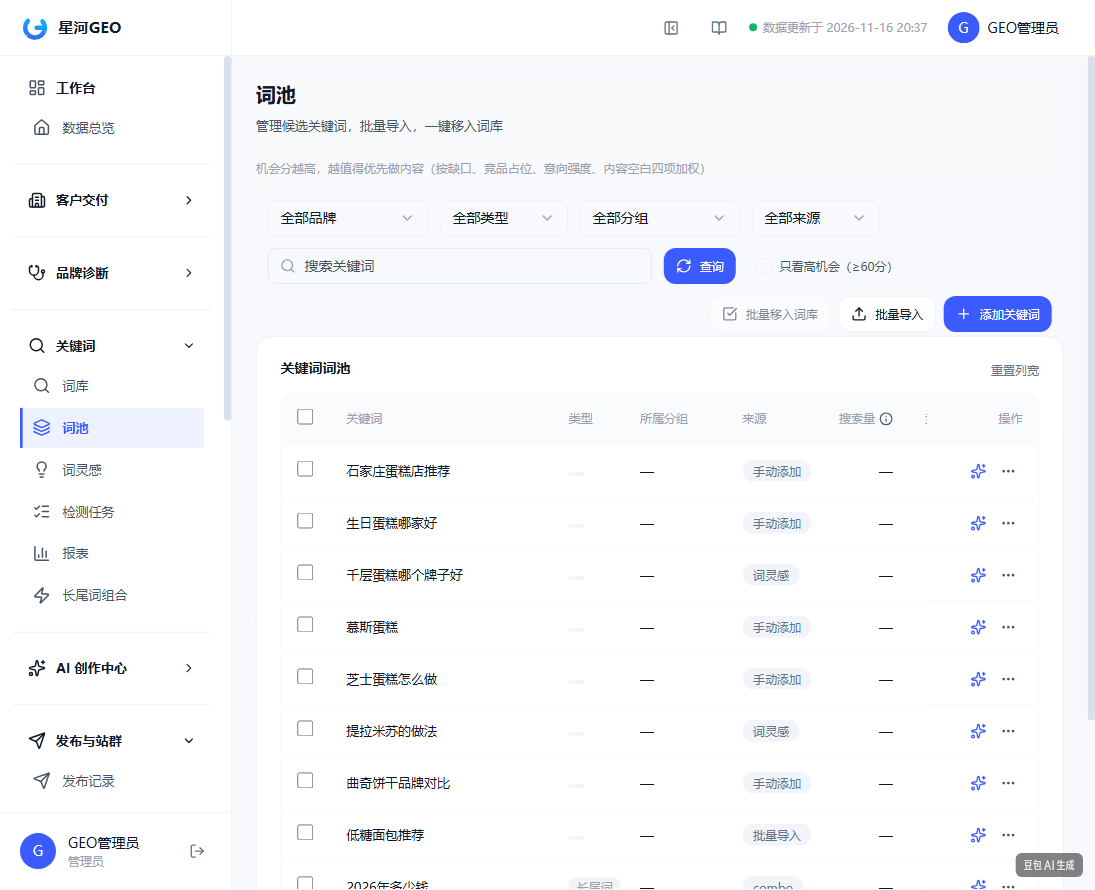 星河GEO
数据更新于 2026-11-16 20:37
G
GEO管理员
工作台
数据总览
客户交付
品牌诊断
关键词
词库
词池
词灵感
检测任务
报表
长尾词组合
AI 创作中心
发布与站群
发布记录
G
GEO管理员
管理员
词池
管理候选关键词，批量导入，一键移入词库
机会分越高，越值得优先做内容（按缺口、竞品占位、意向强度、内容空白四项加权）
全部品牌 全部类型 全部分组 全部来源
搜索关键词 查询 只看高机会（≥60分）
批量移入词库 批量导入 添加关键词
关键词词池 重置列宽
关键词 类型 所属分组 来源 搜索量 操作
石家庄蛋糕店推荐 — 手动添加 —
生日蛋糕哪家好 — 手动添加 —
千层蛋糕哪个牌子好 — 词灵感 —
慕斯蛋糕 — 手动添加 —
芝士蛋糕怎么做 — 手动添加 —
提拉米苏的做法 — 词灵感 —
曲奇饼干品牌对比 — 手动添加 —
低糖面包推荐 — 批量导入 —
2026年多少钱 长尾词 — combo —
豆包 AI 生成